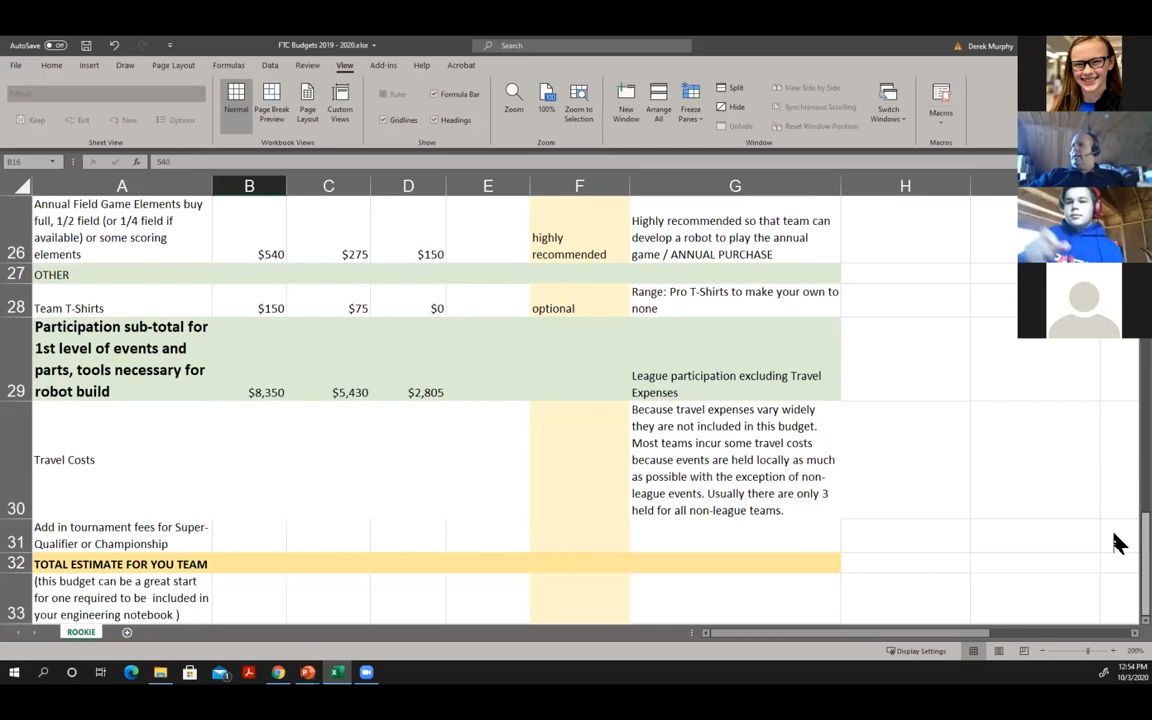 AutoSave Off
FTC Budgets 2019 - 2020.xlsx
Search
Derek Murphy
File Home Insert Draw Page Layout Formulas Data Review View Add-ins Help Acrobat
Default
Keep Exit New Options
Sheet View
Normal Page Break Preview Page Layout Custom Views
Workbook Views
Ruler Formula Bar
Gridlines Headings
Show
Zoom 100% Zoom to Selection
Zoom
New Window Arrange All Freeze Panes
Split
Hide
Unhide
View Side by Side
Synchronous Scrolling
Reset Window Position
Window
Switch Windows
Macros
Macros
B16 fx 540
A B C D E F G H
26
Annual Field Game Elements buy
full, 1/2 field (or 1/4 field if
available) or some scoring
elements
$540 $275 $150
highly
recommended
Highly recommended so that team can
develop a robot to play the annual
game / ANNUAL PURCHASE
27 OTHER
28 Team T-Shirts $150 $75 $0 optional
Range: Pro T-Shirts to make your own to
none
29
Participation sub-total for
1st level of events and
parts, tools necessary for
robot build
$8,350 $5,430 $2,805
League participation excluding Travel
Expenses
30 Travel Costs
Because travel expenses vary widely
they are not included in this budget.
Most teams incur some travel costs
because events are held locally as much
as possible with the exception of non-
league events. Usually there are only 3
held for all non-league teams.
31
Add in tournament fees for Super-
Qualifier or Championship
32 TOTAL ESTIMATE FOR YOU TEAM
33
(this budget can be a great start
for one required to be included in
your engineering notebook )
ROOKIE
Display Settings
200%
12:54 PM
10/3/2020